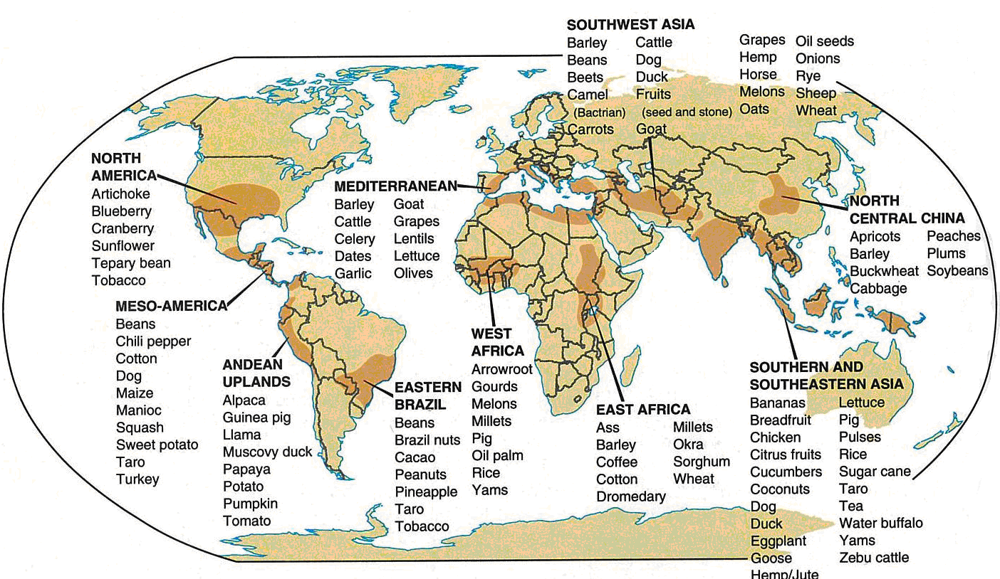 SOUTHWEST ASIA
Barley
Beans
Beets
Camel
(Bactrian)
Carrots
Cattle
Dog
Duck
Fruits
(seed and stone)
Goat
Grapes
Hemp
Horse
Melons
Oats
Oil seeds
Onions
Rye
Sheep
Wheat
NORTH
AMERICA
Artichoke
Blueberry
Cranberry
Sunflower
Tepary bean
Tobacco
MEDITERRANEAN
Barley
Cattle
Celery
Dates
Garlic
Goat
Grapes
Lentils
Lettuce
Olives
NORTH
CENTRAL CHINA
Apricots
Barley
Buckwheat
Cabbage
Peaches
Plums
Soybeans
MESO-AMERICA
Beans
Chili pepper
Cotton
Dog
Maize
Manioc
Squash
Sweet potato
Taro
Turkey
ANDEAN
UPLANDS
Alpaca
Guinea pig
Llama
Muscovy duck
Papaya
Potato
Pumpkin
Tomato
EASTERN
BRAZIL
Beans
Brazil nuts
Cacao
Peanuts
Pineapple
Taro
Tobacco
WEST
AFRICA
Arrowroot
Gourds
Melons
Millets
Pig
Oil palm
Rice
Yams
EAST AFRICA
Ass
Barley
Coffee
Cotton
Dromedary
Millets
Okra
Sorghum
Wheat
SOUTHERN AND
SOUTHEASTERN ASIA
Bananas
Breadfruit
Chicken
Citrus fruits
Cucumbers
Coconuts
Dog
Duck
Eggplant
Goose
Hemp/Jute
Lettuce
Pig
Pulses
Rice
Sugar cane
Taro
Tea
Water buffalo
Yams
Zebu cattle